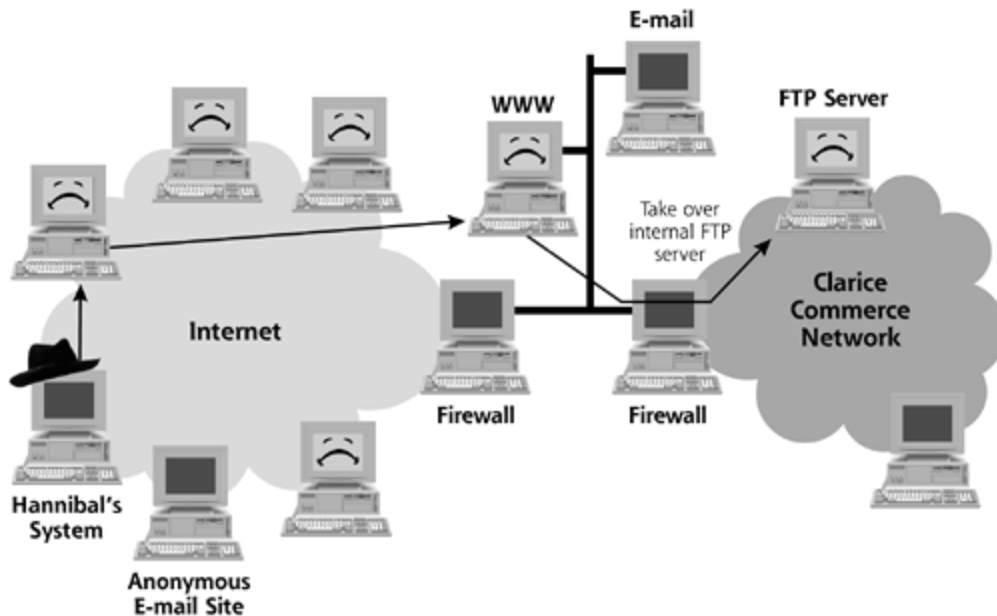 E-mail
WWW
FTP Server
Take over
internal FTP
server
Clarice
Commerce
Network
Internet
Firewall
Firewall
Hannibal's
System
Anonymous
E-mail Site